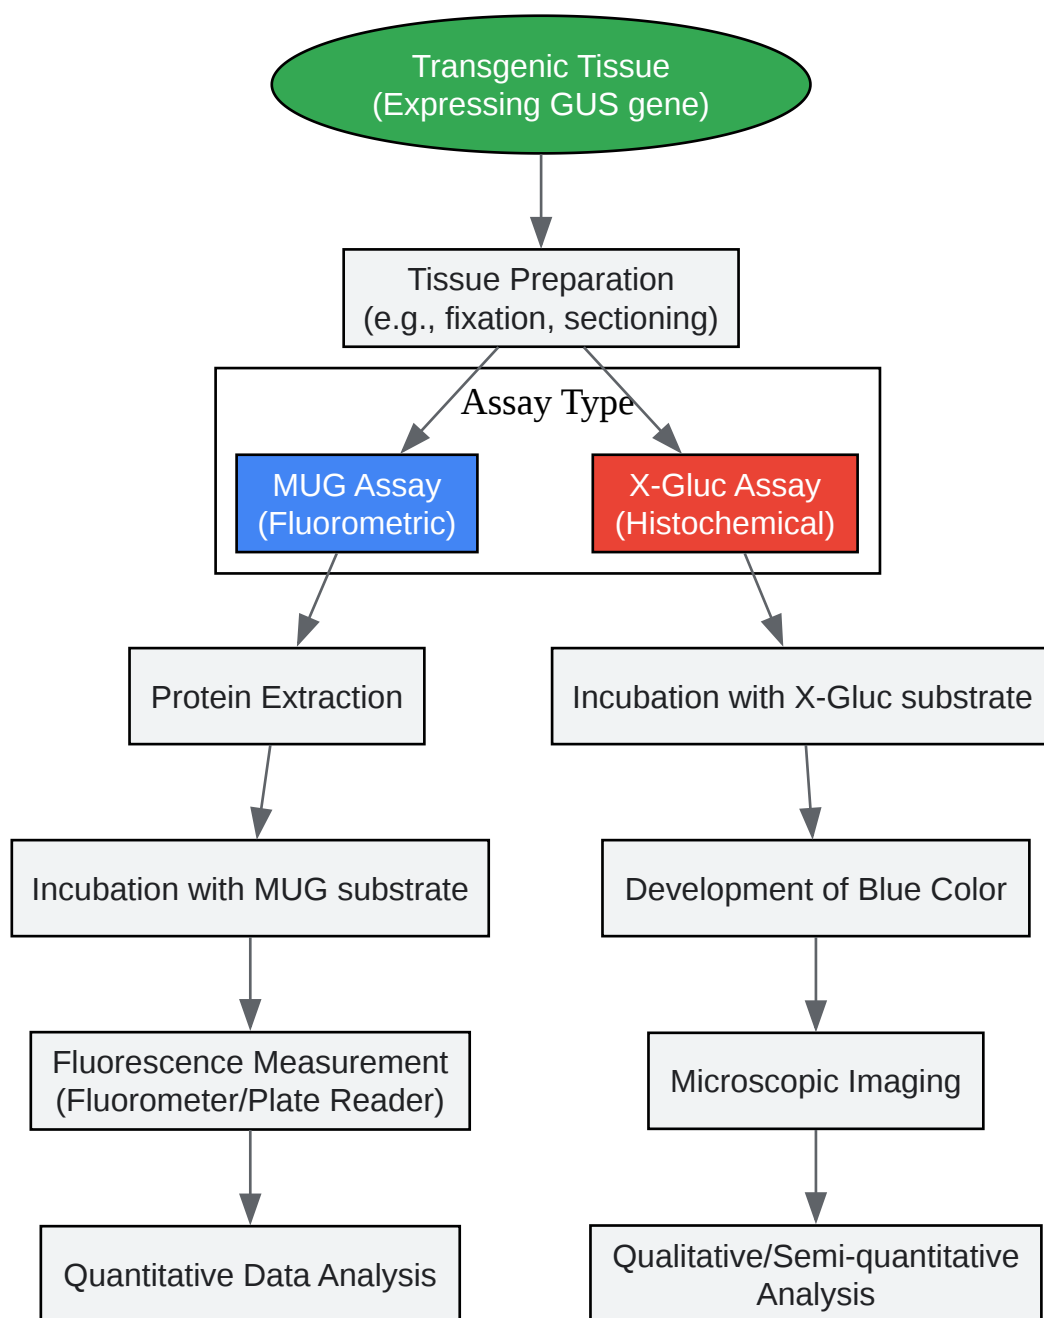 Transgenic Tissue
(Expressing GUS gene)
Tissue Preparation
(e.g., fixation, sectioning)
Assay Type
MUG Assay
(Fluorometric)
X-Gluc Assay
(Histochemical)
Protein Extraction
Incubation with X-Gluc substrate
Incubation with MUG substrate
Development of Blue Color
Fluorescence Measurement
(Fluorometer/Plate Reader)
Microscopic Imaging
Quantitative Data Analysis
Qualitative/Semi-quantitative
Analysis